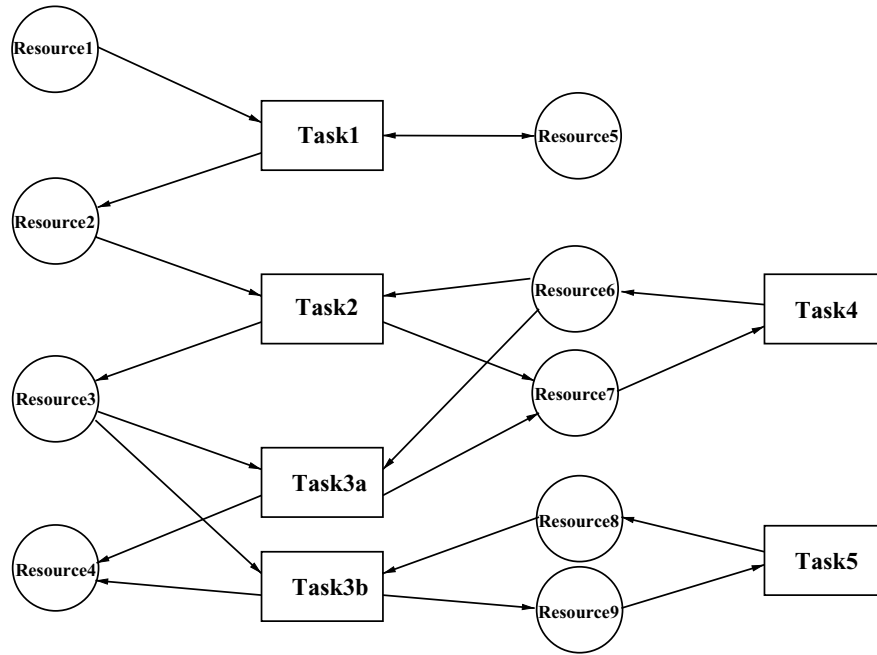 Resource1
Task1
Resource5
Resource2
Task2
Resource6
Task4
Resource3
Resource7
Task3a
Resource8
Resource4
Task3b
Task5
Resource9